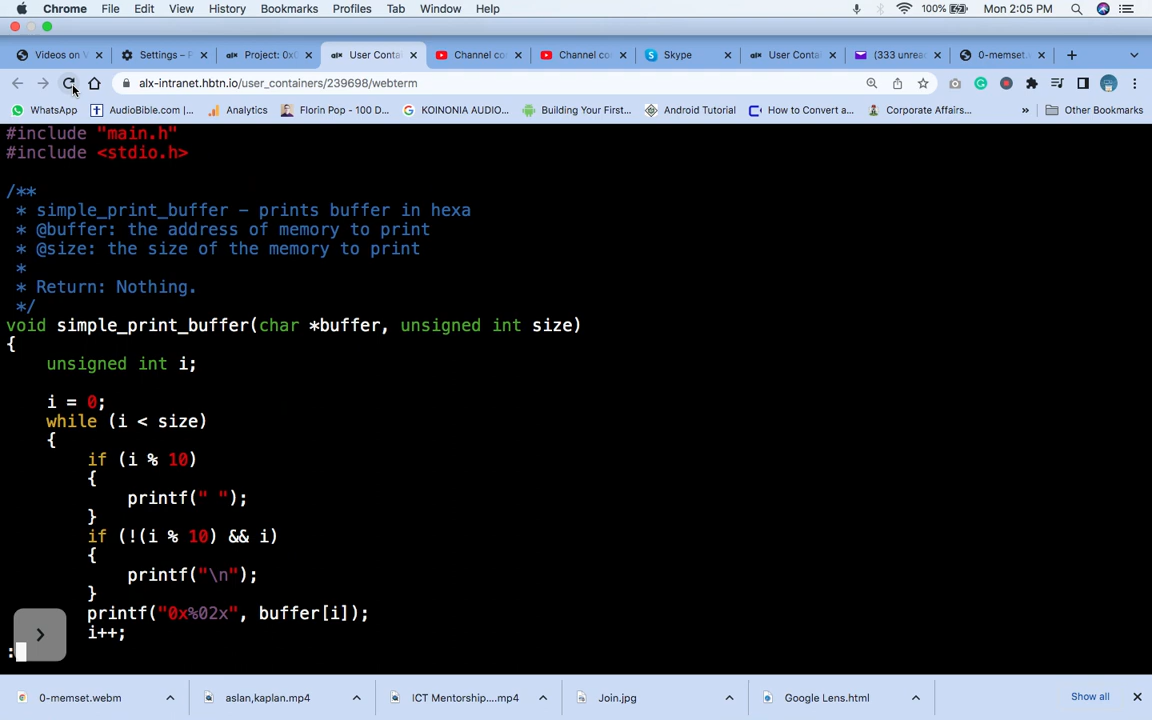 Chrome File Edit View History Bookmarks Profiles Tab Window Help 100% Mon 2:05 PM
Videos on V Settings – P alx Project: 0x0 alx User Conta Channel co Channel co Skype alx User Conta (333 unrea 0-memset.
alx-intranet.hbtn.io/user_containers/239698/webterm
WhatsApp AudioBible.com |... Analytics Florin Pop - 100 D... KOINONIA AUDIO... Building Your First... Android Tutorial How to Convert a... Corporate Affairs... » Other Bookmarks
#include "main.h"
#include <stdio.h>
/**
* simple_print_buffer - prints buffer in hexa
* @buffer: the address of memory to print
* @size: the size of the memory to print
*
* Return: Nothing.
*/
void simple_print_buffer(char *buffer, unsigned int size)
{
unsigned int i;
i = 0;
while (i < size)
{
if (i % 10)
{
printf(" ");
}
if (!(i % 10) && i)
{
printf("\n");
}
printf("0x%02x", buffer[i]);
i++;
:
0-memset.webm aslan,kaplan.mp4 ICT Mentorship....mp4 Join.jpg Google Lens.html Show all